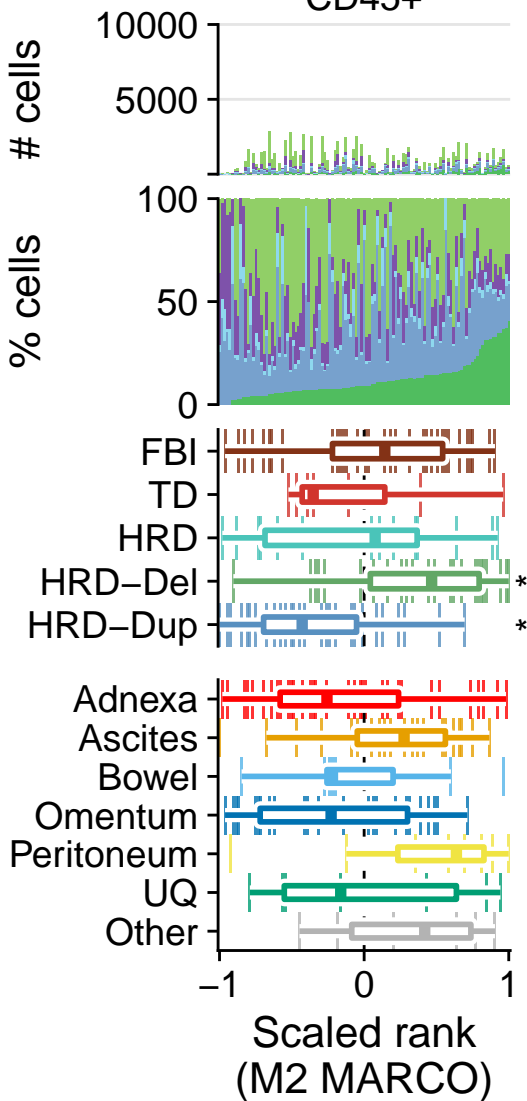 CD45+
10000
5000
# cells
100
50
0
% cells
FBI
TD
HRD
HRD−Del *
HRD−Dup *
Adnexa
Ascites
Bowel
Omentum
Peritoneum
UQ
Other
−1 0 1
Scaled rank
(M2 MARCO)